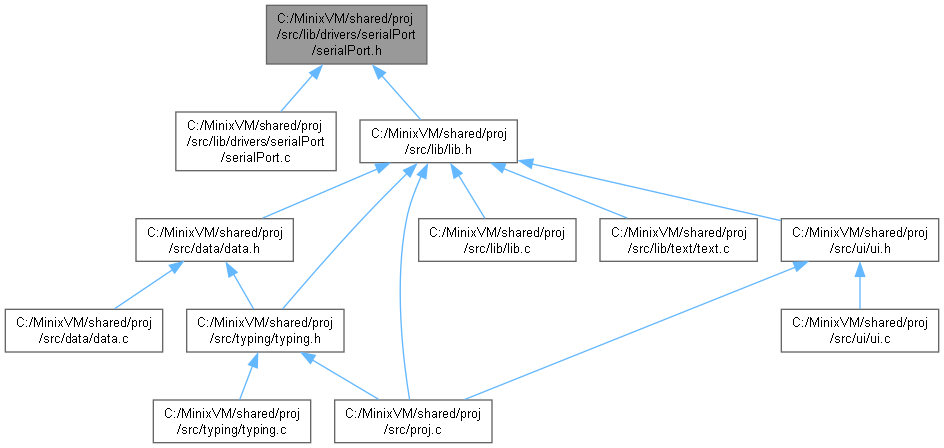 C:/MinixVM/shared/proj
/src/lib/drivers/serialPort
/serialPort.h
C:/MinixVM/shared/proj
/src/lib/drivers/serialPort
/serialPort.c
C:/MinixVM/shared/proj
/src/lib/lib.h
C:/MinixVM/shared/proj
/src/data/data.h
C:/MinixVM/shared/proj
/src/lib/lib.c
C:/MinixVM/shared/proj
/src/lib/text/text.c
C:/MinixVM/shared/proj
/src/ui/ui.h
C:/MinixVM/shared/proj
/src/data/data.c
C:/MinixVM/shared/proj
/src/typing/typing.h
C:/MinixVM/shared/proj
/src/ui/ui.c
C:/MinixVM/shared/proj
/src/typing/typing.c
C:/MinixVM/shared/proj
/src/proj.c